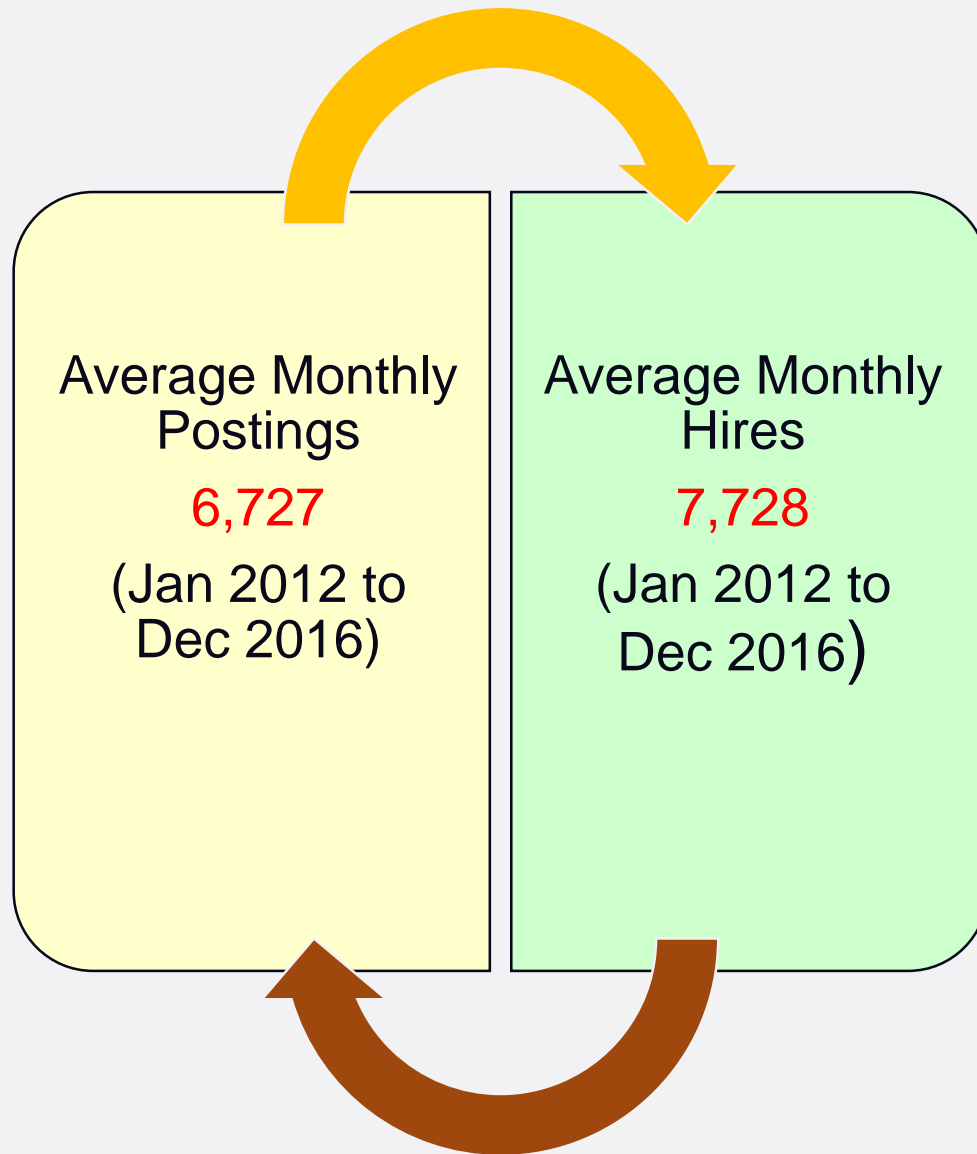 Average Monthly
Postings
6,727
(Jan 2012 to
Dec 2016)
Average Monthly
Hires
7,728
(Jan 2012 to
Dec 2016)